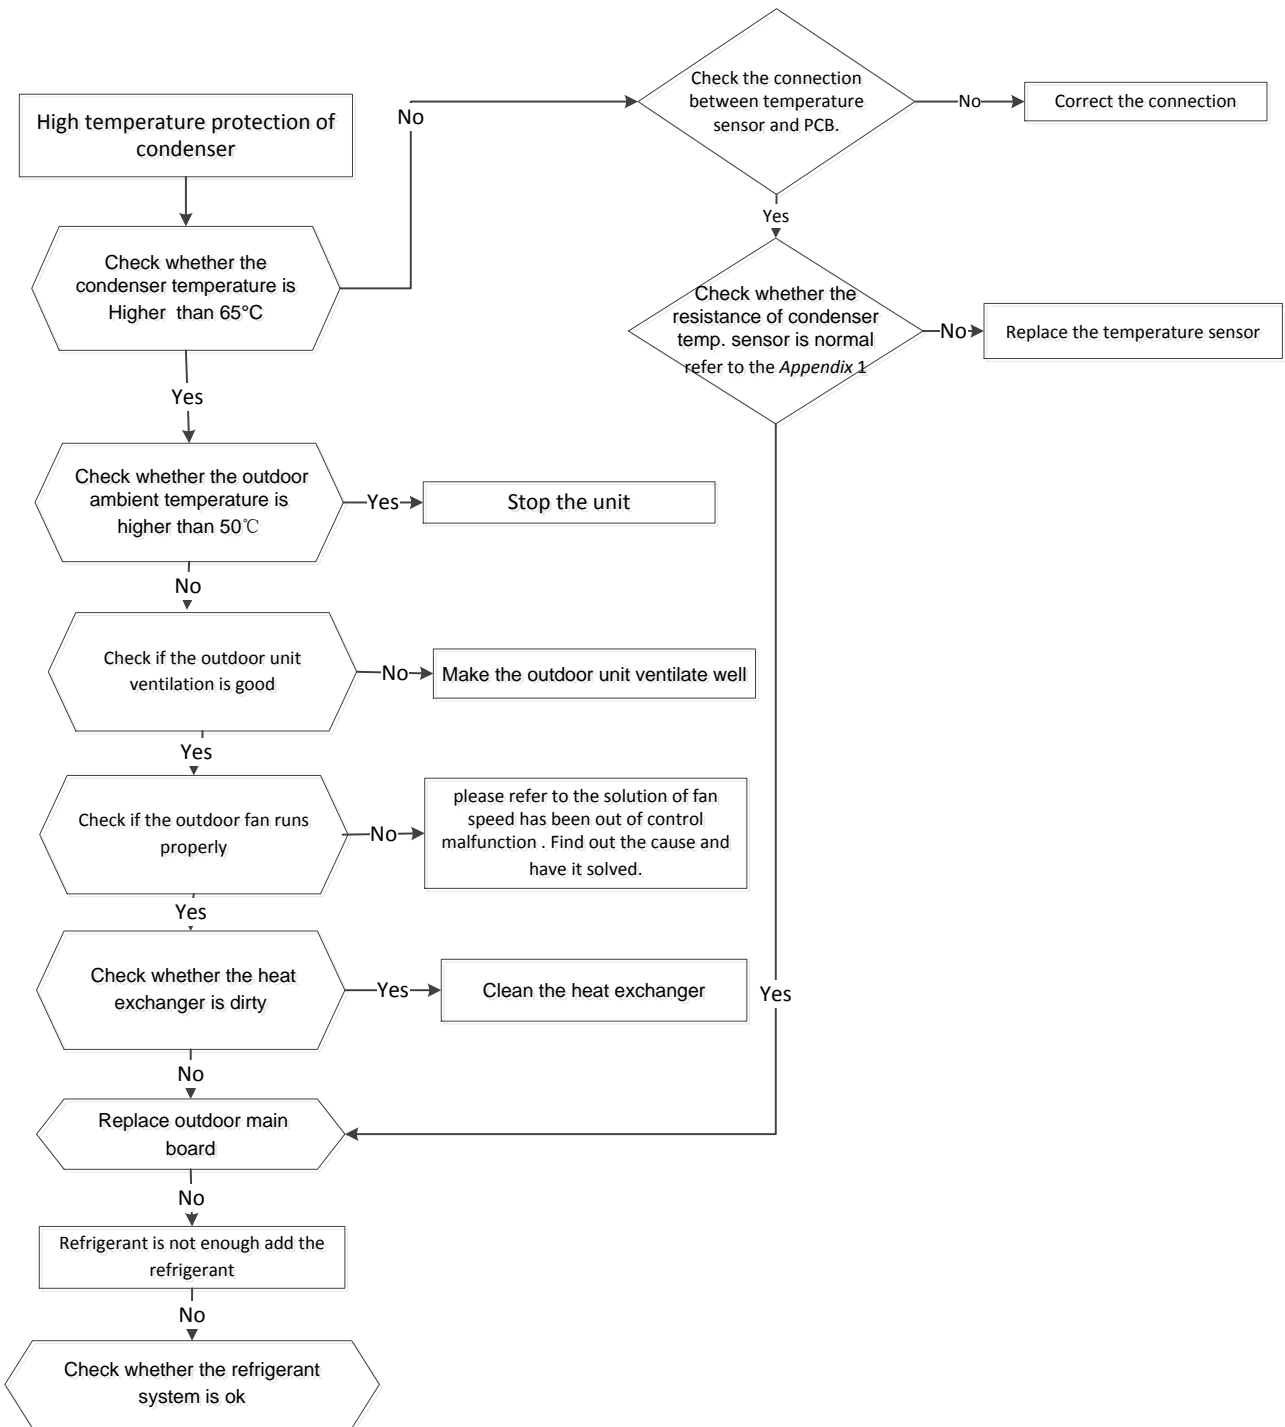 High temperature protection of
condenser
Check whether the
condenser temperature is
Higher than 65°C
No
Check the connection
between temperature
sensor and PCB.
No
Correct the connection
Yes
Check whether the
resistance of condenser
temp. sensor is normal
refer to the Appendix 1
No
Replace the temperature sensor
Yes
Yes
Check whether the outdoor
ambient temperature is
higher than 50℃
Yes
Stop the unit
No
Check if the outdoor unit
ventilation is good
No
Make the outdoor unit ventilate well
Yes
Check if the outdoor fan runs
properly
No
please refer to the solution of fan
speed has been out of control
malfunction . Find out the cause and
have it solved.
Yes
Check whether the heat
exchanger is dirty
Yes
Clean the heat exchanger
No
Replace outdoor main
board
No
Refrigerant is not enough add the
refrigerant
No
Check whether the refrigerant
system is ok